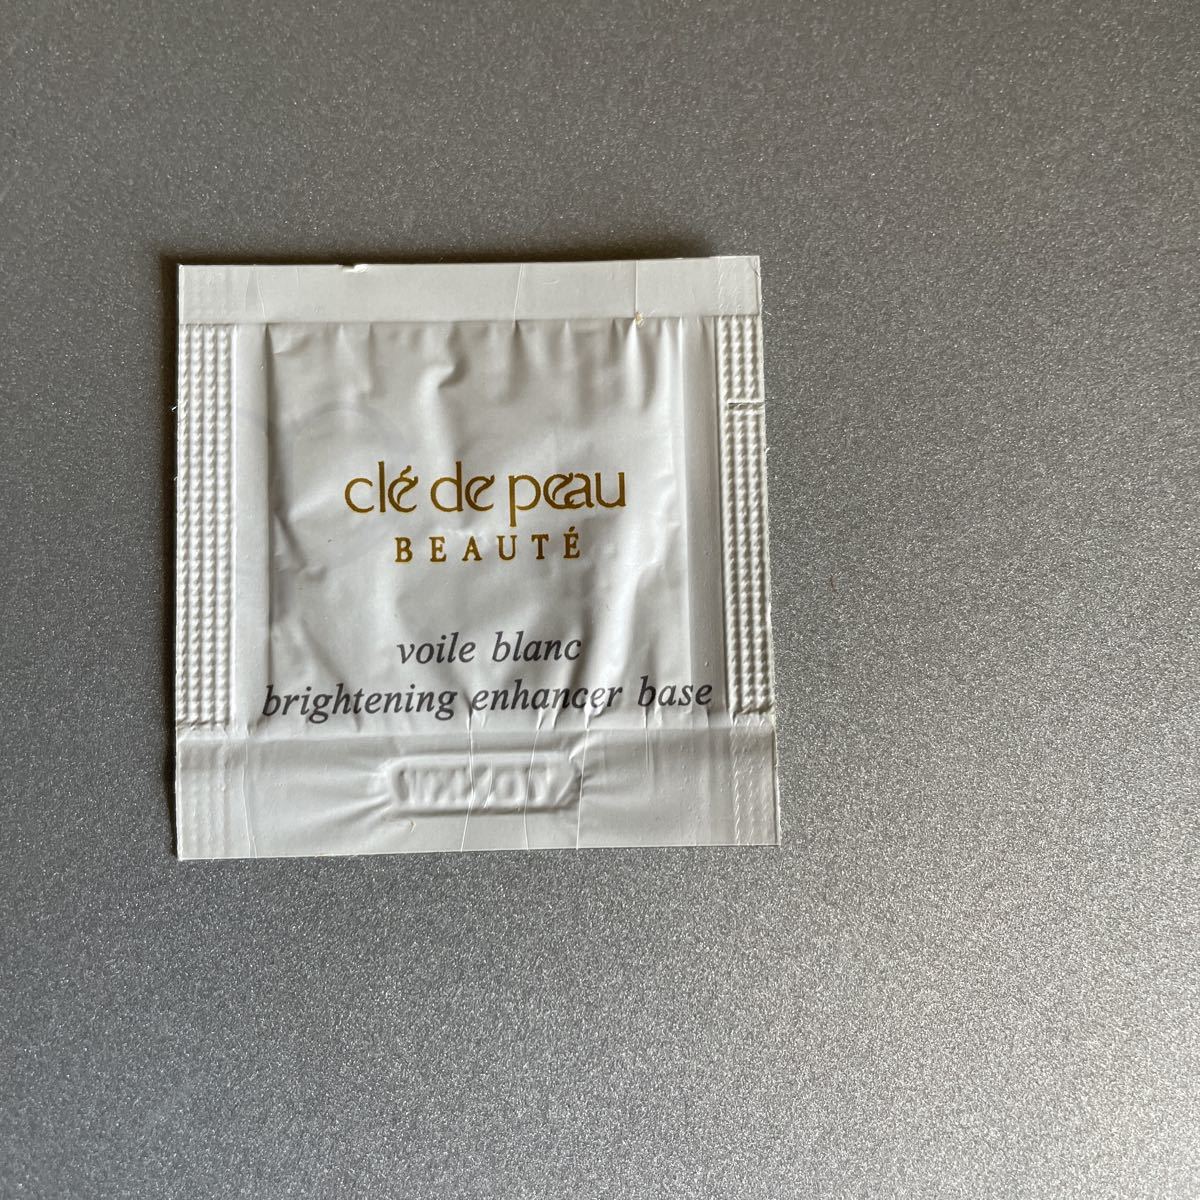 clé de peau
BEAUTÉ
voile blanc
brightening enhancer base